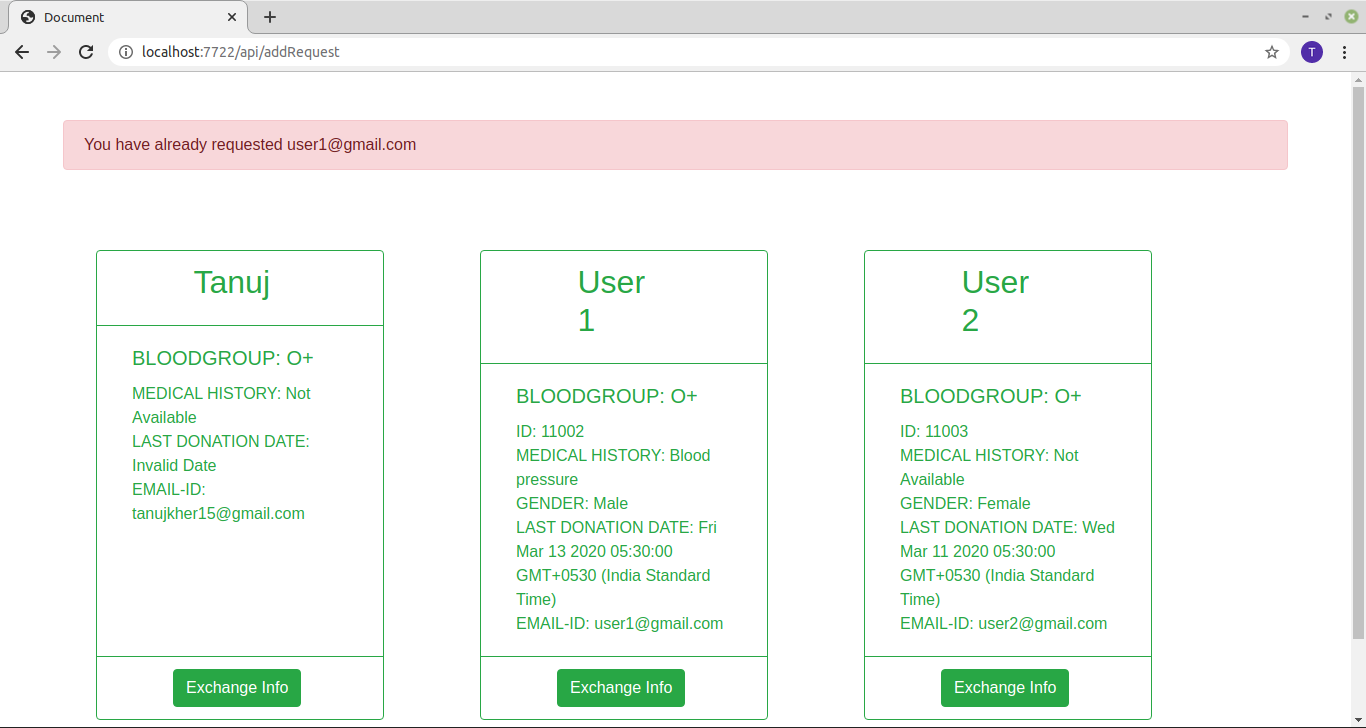 Document
localhost:7722/api/addRequest
T
You have already requested user1@gmail.com
Tanuj
BLOODGROUP: O+
MEDICAL HISTORY: Not
Available
LAST DONATION DATE:
Invalid Date
EMAIL-ID:
tanujkher15@gmail.com
Exchange Info
User
1
BLOODGROUP: O+
ID: 11002
MEDICAL HISTORY: Blood
pressure
GENDER: Male
LAST DONATION DATE: Fri
Mar 13 2020 05:30:00
GMT+0530 (India Standard
Time)
EMAIL-ID: user1@gmail.com
Exchange Info
User
2
BLOODGROUP: O+
ID: 11003
MEDICAL HISTORY: Not
Available
GENDER: Female
LAST DONATION DATE: Wed
Mar 11 2020 05:30:00
GMT+0530 (India Standard
Time)
EMAIL-ID: user2@gmail.com
Exchange Info